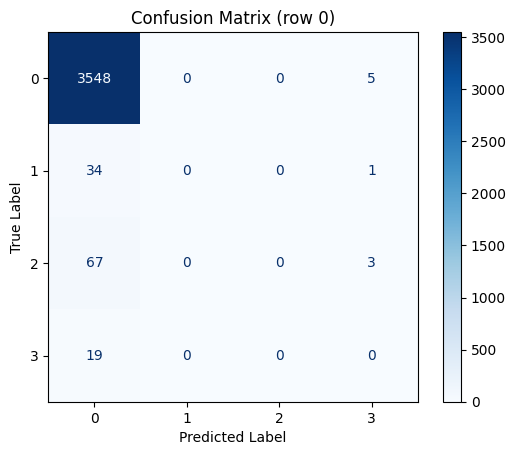 Confusion Matrix (row 0)
True Label
0 3548 0 0 5
1 34 0 0 1
2 67 0 0 3
3 19 0 0 0
0 1 2 3
Predicted Label
3500
3000
2500
2000
1500
1000
500
0